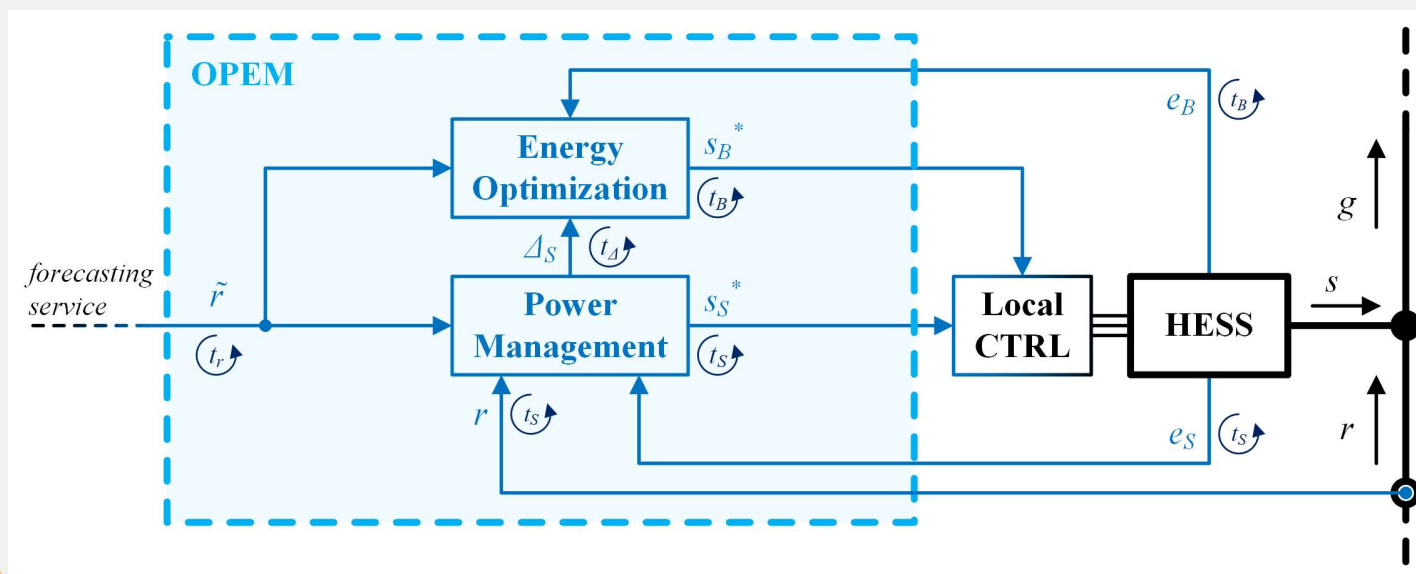 OPEM
e_B
t_B
Energy
Optimization
s_B^*
t_B
g
Δ_S
t_Δ
forecasting
service
r̃
t_r
Power
Management
s_S^*
t_S
Local
CTRL
HESS
s
r
t_S
e_S
t_S
r